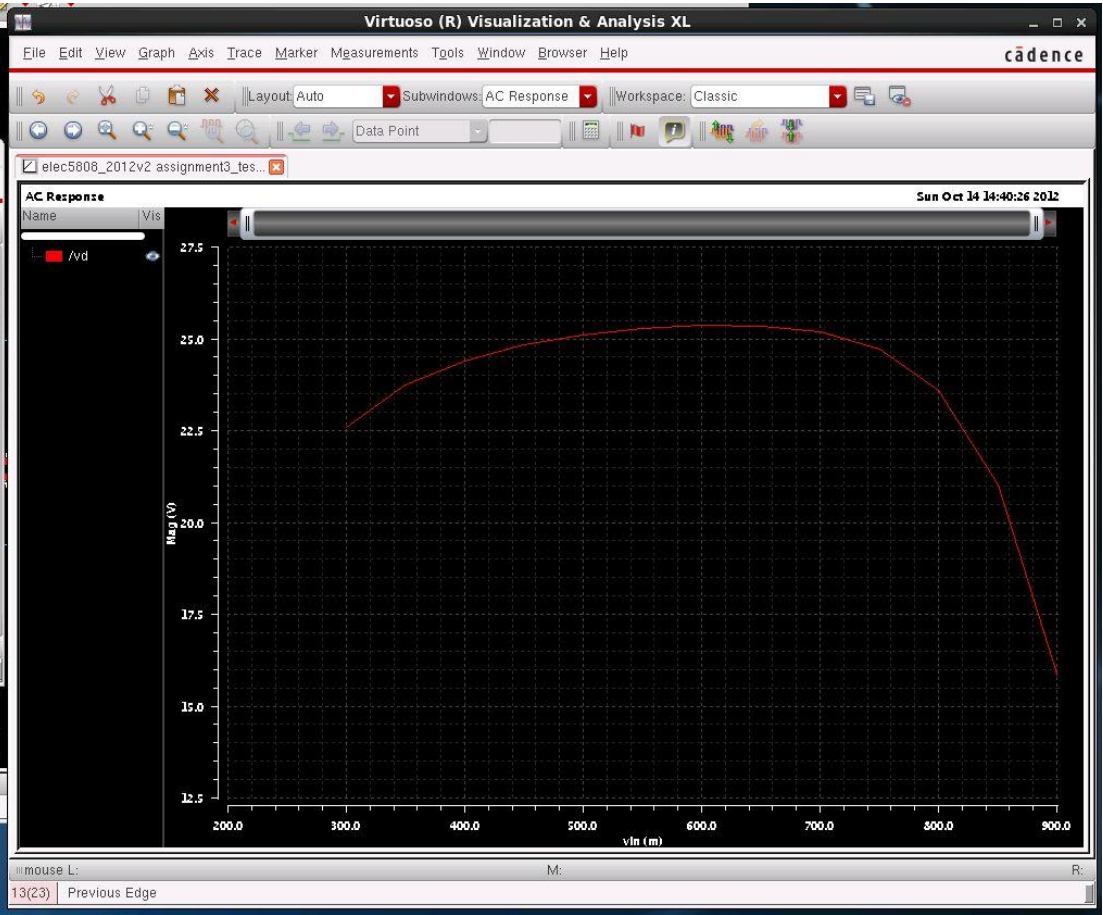 Virtuoso (R) Visualization & Analysis XL
File Edit View Graph Axis Trace Marker Measurements Tools Window Browser Help
cādence
Layout: Auto Subwindows: AC Response Workspace: Classic
Data Point
elec5808_2012v2 assignment3_tes...
AC Response Sun Oct 14 14:40:26 2012
Name Vis
/vd
27.5
25.0
22.5
20.0
17.5
15.0
12.5
Mag (V)
200.0 300.0 400.0 500.0 600.0 700.0 800.0 900.0
vin (m)
mouse L: M: R:
13(23) Previous Edge